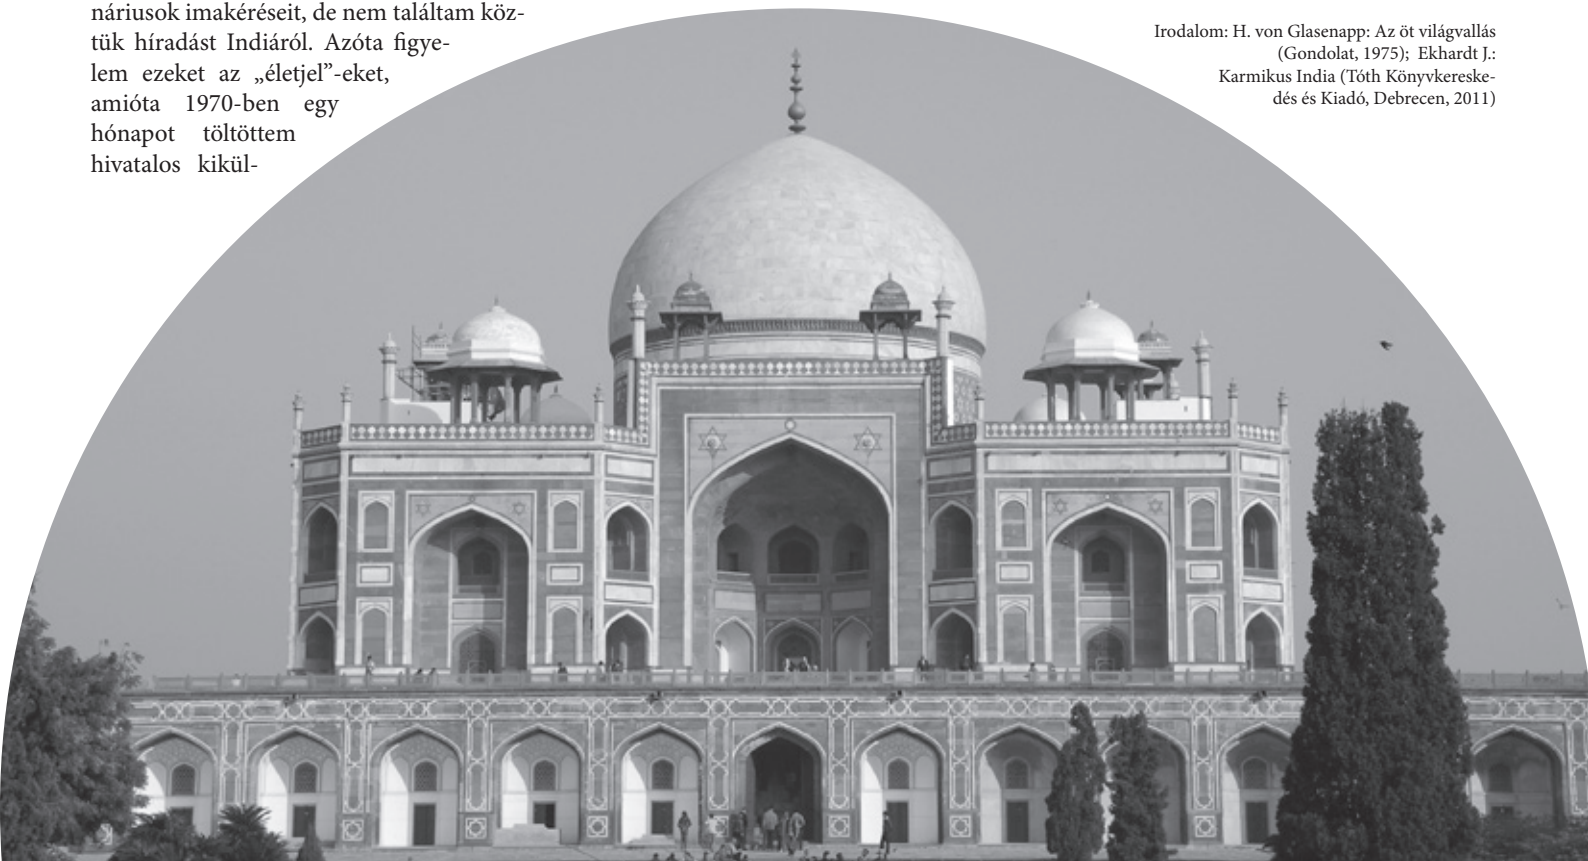 náriusok imakéréseit, de nem találtam köz-
tük híradást Indiáról. Azóta figye-
lem ezeket az „életjel”-eket,
amióta 1970-ben egy
hónapot töltöttem
hivatalos kikül-
Irodalom: H. von Glasenapp: Az öt világvallás
(Gondolat, 1975); Ekhardt J.:
Karmikus India (Tóth Könyvkereske-
dés és Kiadó, Debrecen, 2011)